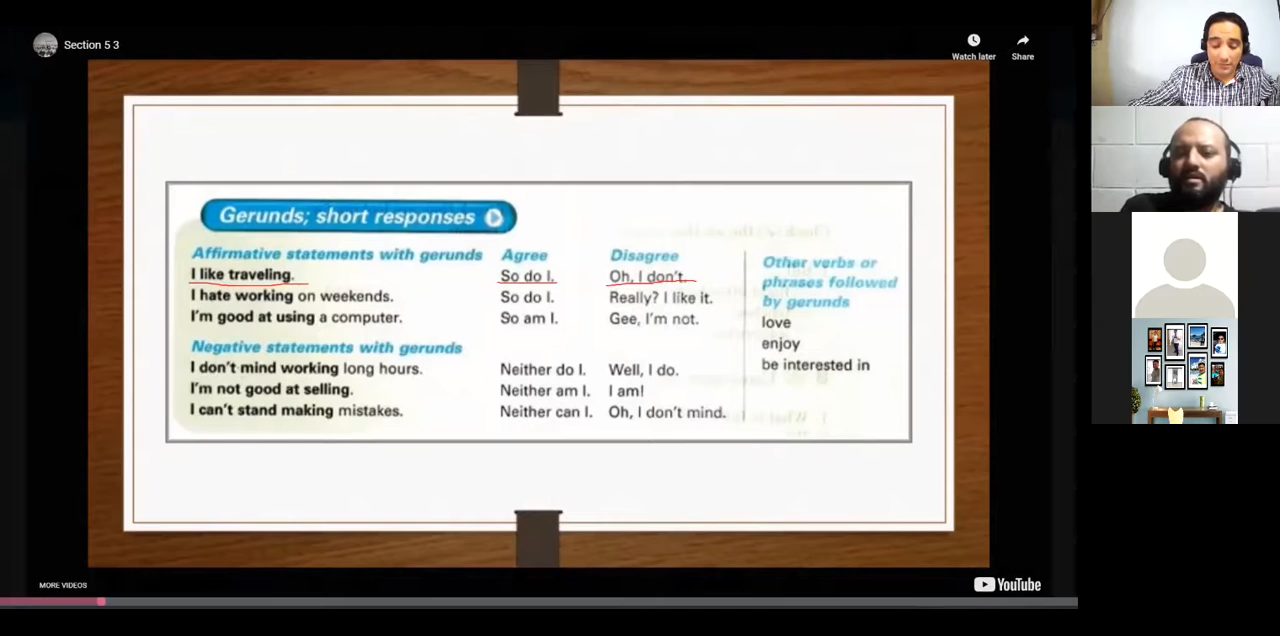 Section 5 3
Watch later
Share
Gerunds; short responses
Affirmative statements with gerunds Agree Disagree
I like traveling. So do I. Oh, I don't.
I hate working on weekends. So do I. Really? I like it.
I'm good at using a computer. So am I. Gee, I'm not.
Negative statements with gerunds
I don't mind working long hours. Neither do I. Well, I do.
I'm not good at selling. Neither am I. I am!
I can't stand making mistakes. Neither can I. Oh, I don't mind.
Other verbs or
phrases followed
by gerunds
love
enjoy
be interested in
MORE VIDEOS
YouTube